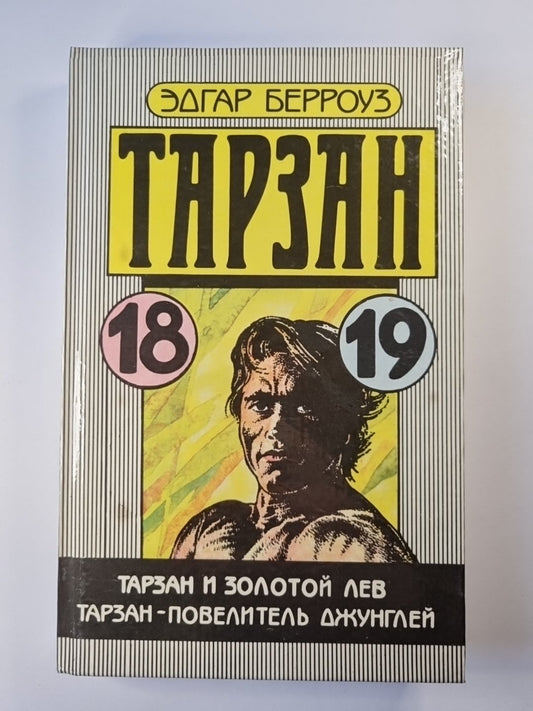 ЭДГАР БЕРРОУЗ
ТАРЗАН
18
19
ТАРЗАН И ЗОЛОТОЙ ЛЕВ
ТАРЗАН-ПОВЕЛИТЕЛЬ ДЖУНГЛЕЙ